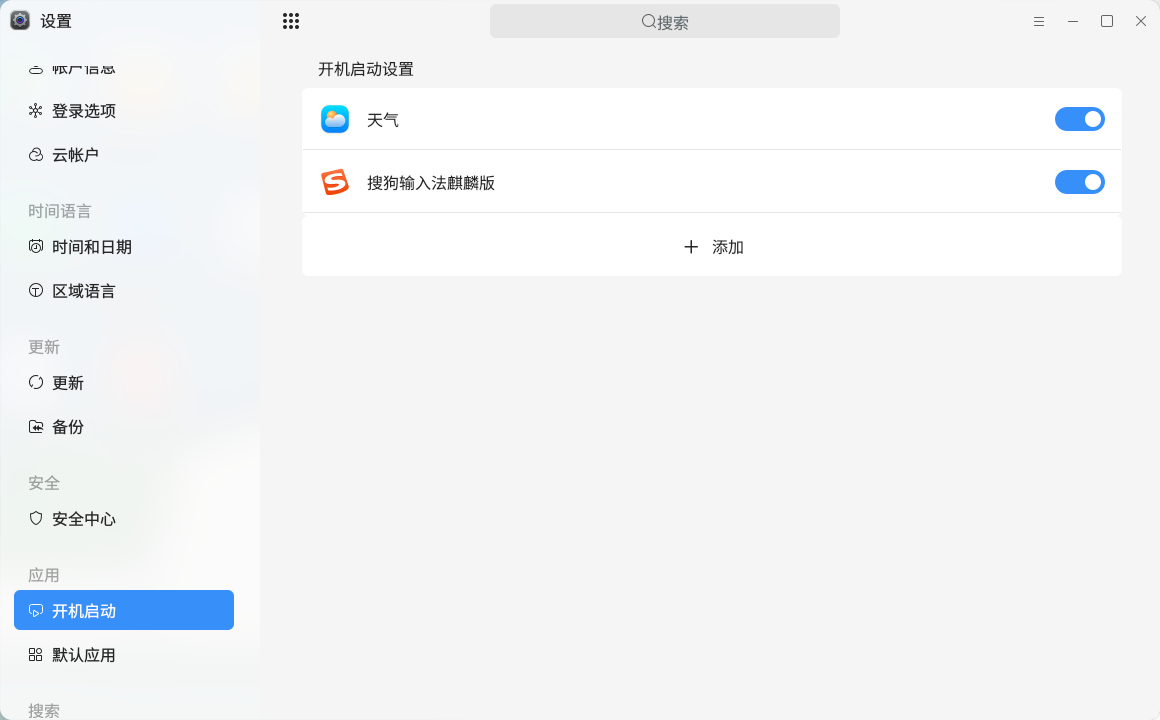 设置
搜索
帐户信息
登录选项
云帐户
时间语言
时间和日期
区域语言
更新
更新
备份
安全
安全中心
应用
开机启动
默认应用
搜索
开机启动设置
天气
搜狗输入法麒麟版
添加